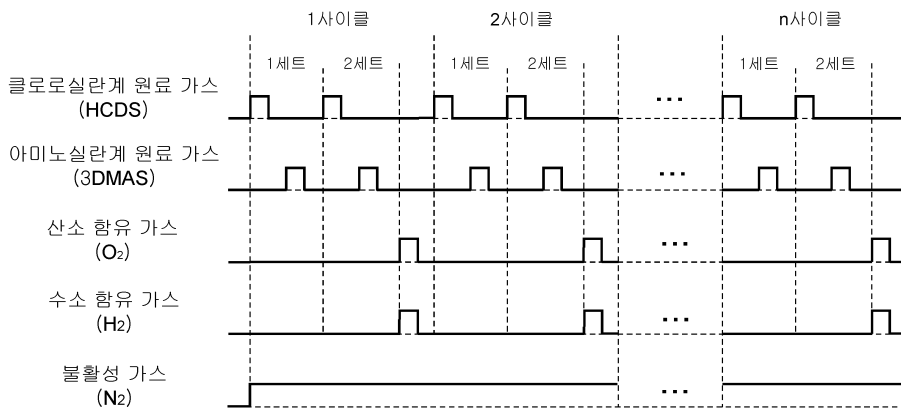 1사이클 2사이클 n사이클
1세트 2세트 1세트 2세트 1세트 2세트
클로로실란계 원료 가스
(HCDS)
...
아미노실란계 원료 가스
(3DMAS)
...
산소 함유 가스
(O2)
...
수소 함유 가스
(H2)
...
불활성 가스
(N2)
...